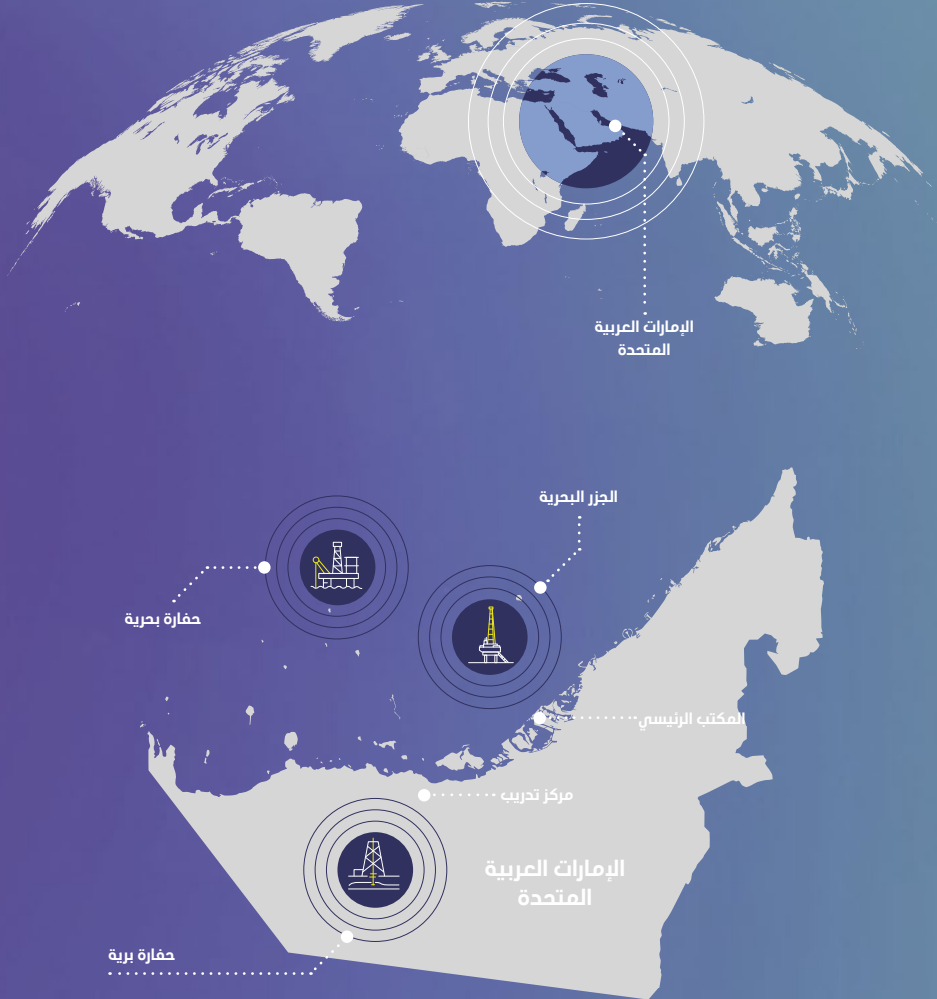 الإمارات العربية
المتحدة
الجزر البحرية
حفارة بحرية
المكتب الرئيسي
مركز تدريب
الإمارات العربية
المتحدة
حفارة برية